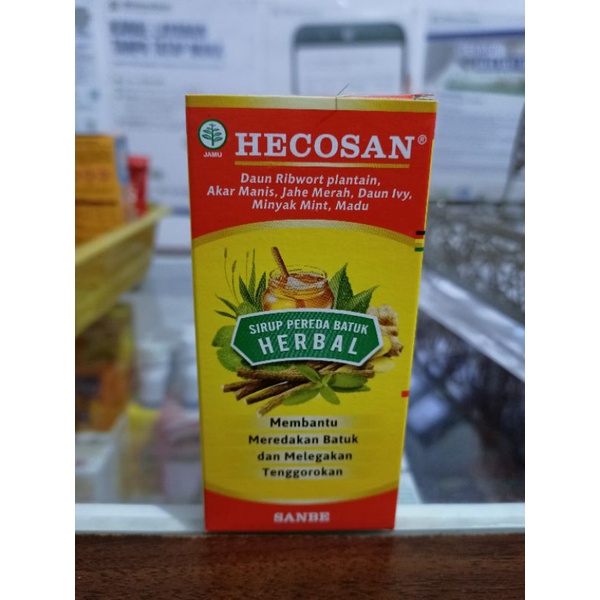 JAMU
HECOSAN®
Daun Ribwort plantain,
Akar Manis, Jahe Merah, Daun Ivy,
Minyak Mint, Madu
SIRUP PEREDA BATUK
HERBAL
Membantu
Meredakan Batuk
dan Melegakan
Tenggorokan
SANBE